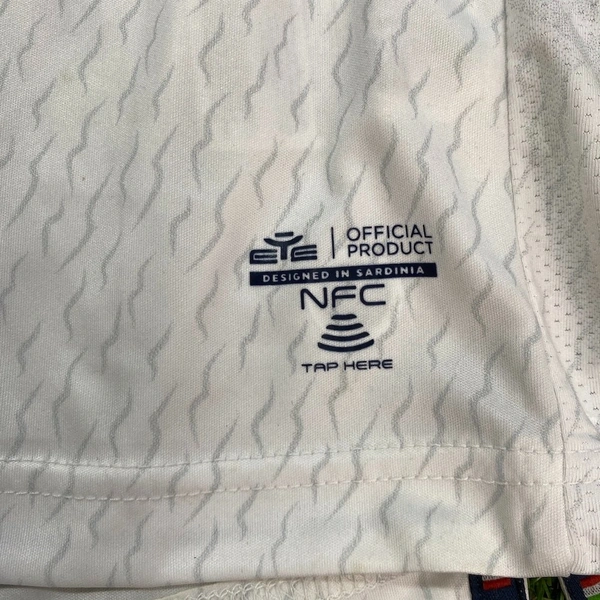 EYE
OFFICIAL
PRODUCT
DESIGNED IN SARDINIA
NFC
TAP HERE